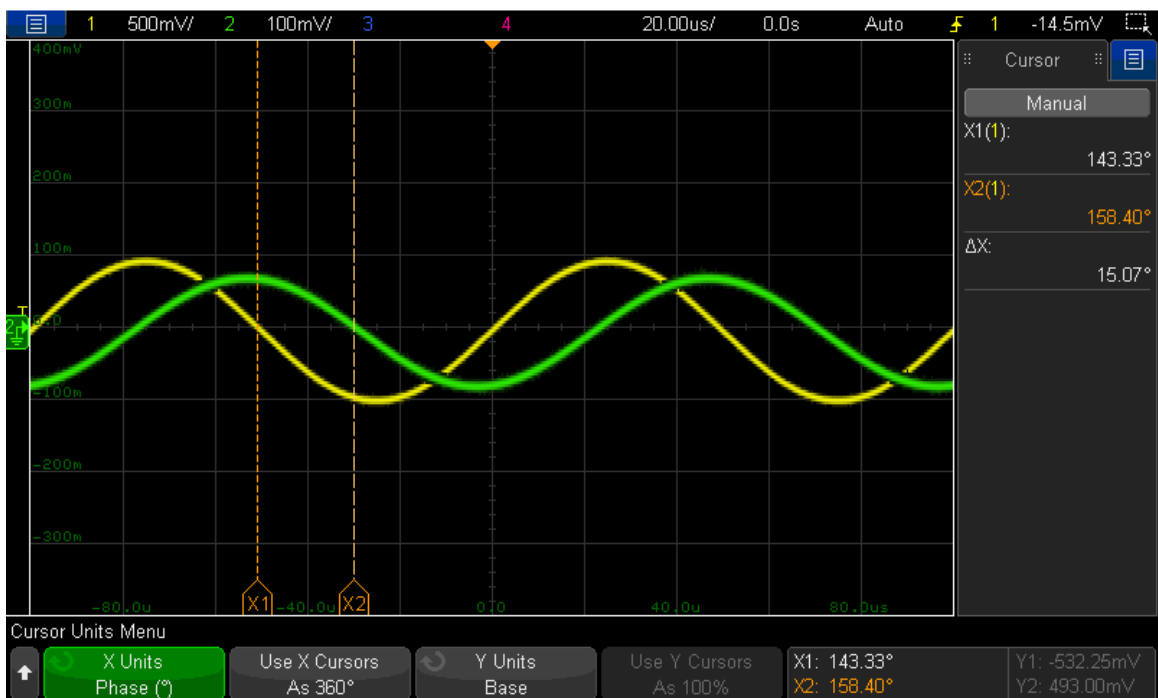 1 500mV/ 2 100mV/ 3 4 20.00us/ 0.0s Auto 1 -14.5mV
400mV
Cursor
Manual
300m
X1(1):
143.33°
200m
X2(1):
158.40°
100m
ΔX:
15.07°
T
2 0.0
-100m
-200m
-300m
X1 X2
-80.0u -40.0u 0.0 40.0u 80.0us
Cursor Units Menu
X Units
Phase (°)
Use X Cursors
As 360°
Y Units
Base
Use Y Cursors
As 100%
X1: 143.33°
X2: 158.40°
Y1: -532.25mV
Y2: 493.00mV